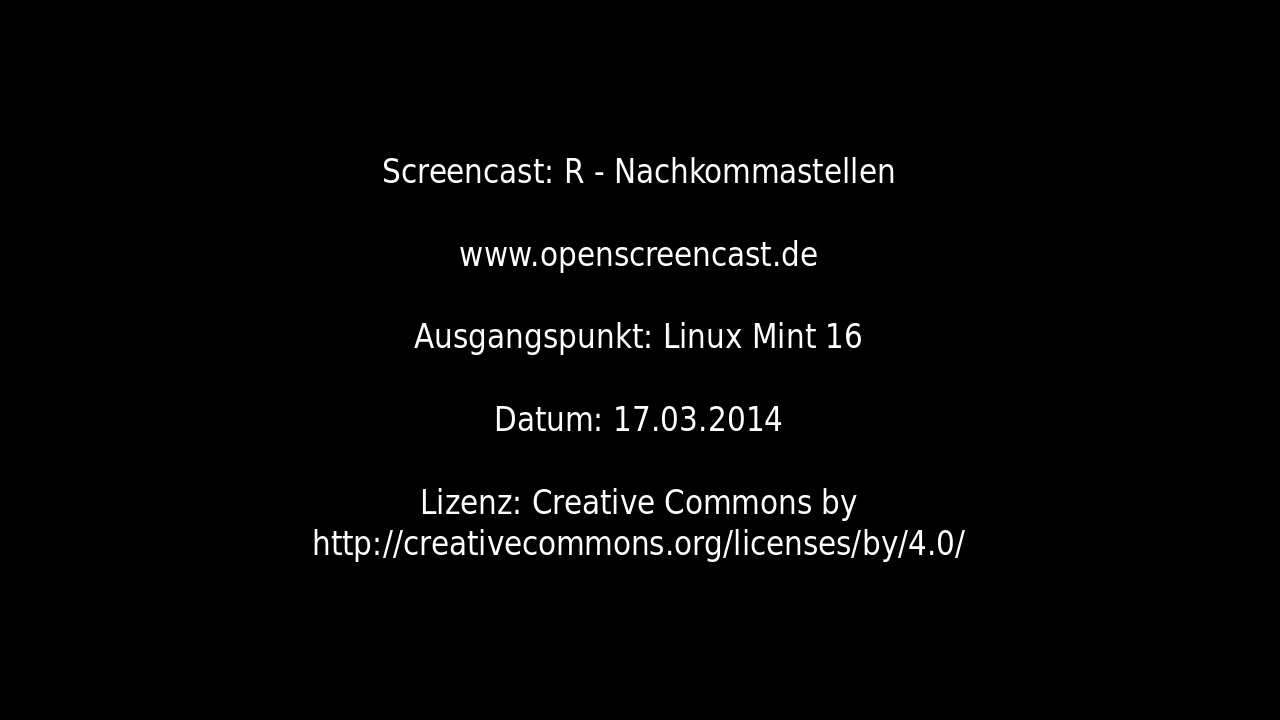 Screencast: R - Nachkommastellen
www.openscreencast.de
Ausgangspunkt: Linux Mint 16
Datum: 17.03.2014
Lizenz: Creative Commons by
http://creativecommons.org/licenses/by/4.0/